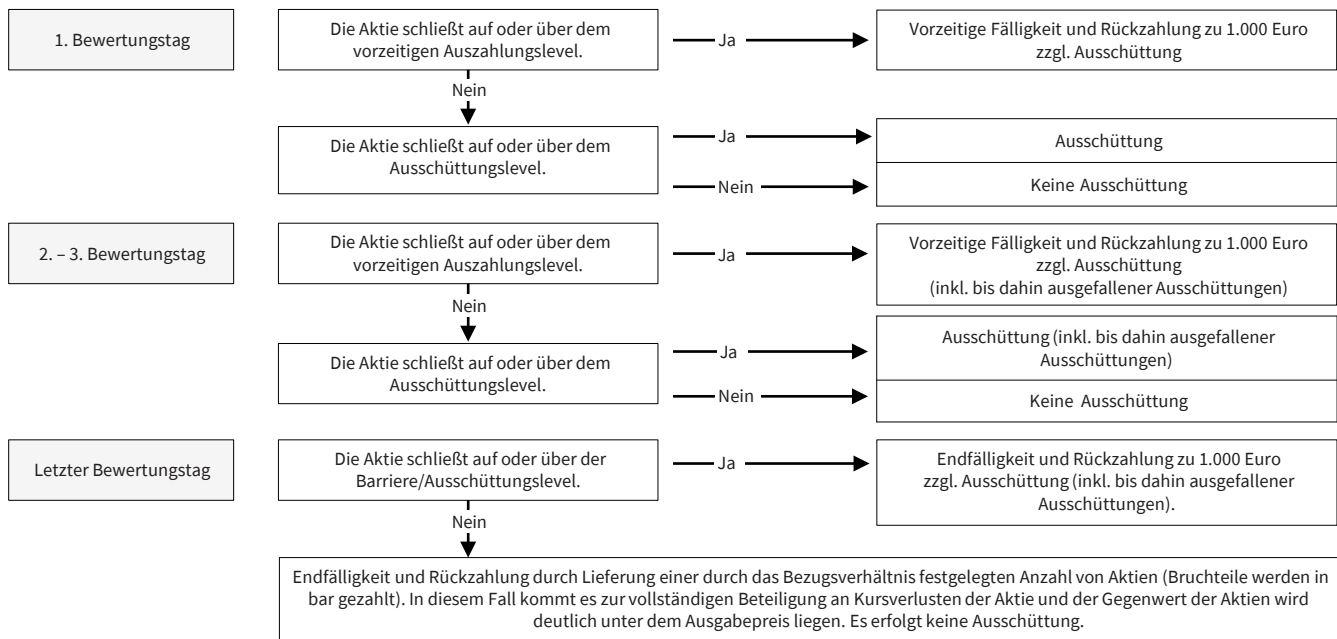 1. Bewertungstag
Die Aktie schließt auf oder über dem
vorzeitigen Auszahlungslevel.
Ja
Vorzeitige Fälligkeit und Rückzahlung zu 1.000 Euro
zzgl. Ausschüttung
Nein
Die Aktie schließt auf oder über dem
Ausschüttungslevel.
Ja
Ausschüttung
Nein
Keine Ausschüttung
2. – 3. Bewertungstag
Die Aktie schließt auf oder über dem
vorzeitigen Auszahlungslevel.
Ja
Vorzeitige Fälligkeit und Rückzahlung zu 1.000 Euro
zzgl. Ausschüttung
(inkl. bis dahin ausgefallener Ausschüttungen)
Nein
Die Aktie schließt auf oder über dem
Ausschüttungslevel.
Ja
Ausschüttung (inkl. bis dahin ausgefallener
Ausschüttungen)
Nein
Keine Ausschüttung
Letzter Bewertungstag
Die Aktie schließt auf oder über der
Barriere/Ausschüttungslevel.
Ja
Endfälligkeit und Rückzahlung zu 1.000 Euro
zzgl. Ausschüttung (inkl. bis dahin ausgefallener
Ausschüttungen).
Nein
Endfälligkeit und Rückzahlung durch Lieferung einer durch das Bezugsverhältnis festgelegten Anzahl von Aktien (Bruchteile werden in
bar gezahlt). In diesem Fall kommt es zur vollständigen Beteiligung an Kursverlusten der Aktie und der Gegenwert der Aktien wird
deutlich unter dem Ausgabepreis liegen. Es erfolgt keine Ausschüttung.